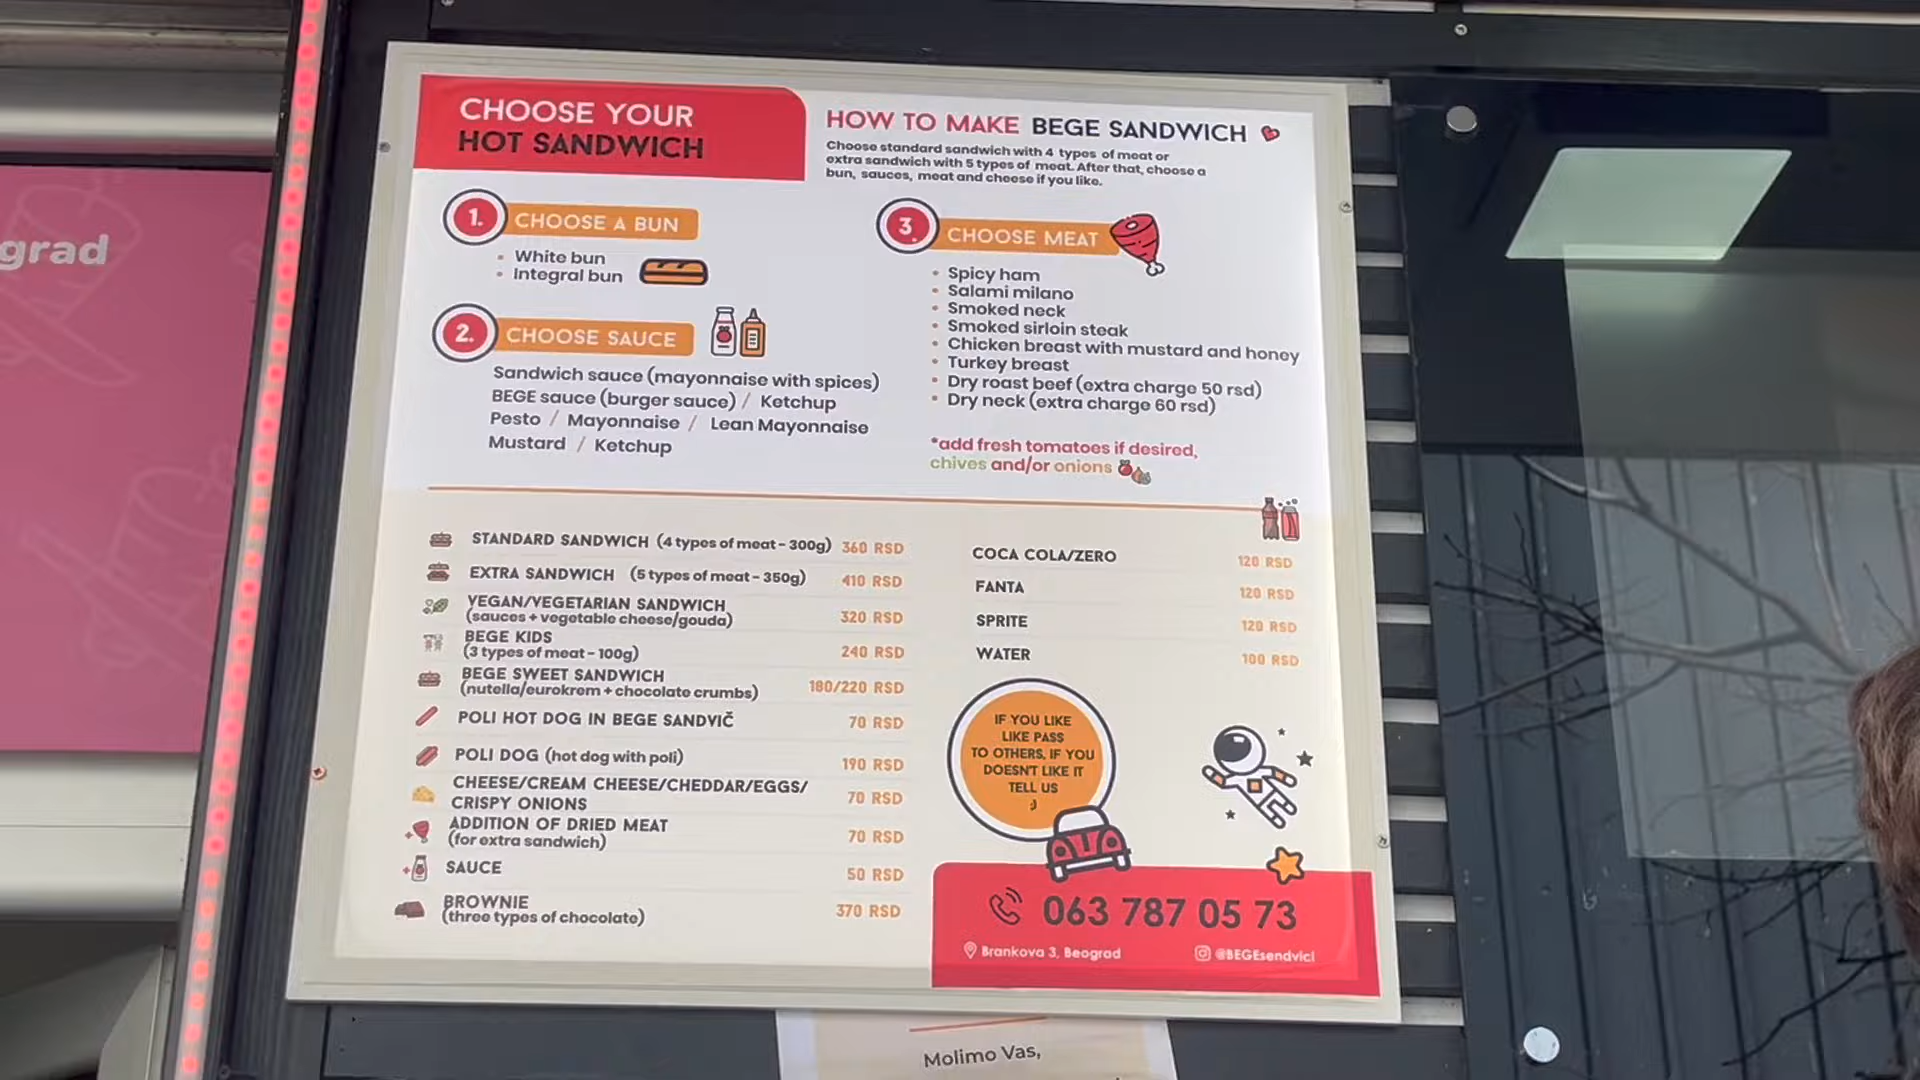 grad
CHOOSE YOUR
HOT SANDWICH
HOW TO MAKE BEGE SANDWICH
Choose standard sandwich with 4 types of meat or
extra sandwich with 5 types of meat. After that, choose a
bun, sauces, meat and cheese if you like.
1. CHOOSE A BUN
• White bun
• Integral bun
2. CHOOSE SAUCE
Sandwich sauce (mayonnaise with spices)
BEGE sauce (burger sauce) / Ketchup
Pesto / Mayonnaise / Lean Mayonnaise
Mustard / Ketchup
3. CHOOSE MEAT
• Spicy ham
• Salami milano
• Smoked neck
• Smoked sirloin steak
• Chicken breast with mustard and honey
• Turkey breast
• Dry roast beef (extra charge 50 rsd)
• Dry neck (extra charge 60 rsd)
*add fresh tomatoes if desired,
chives and/or onions
STANDARD SANDWICH (4 types of meat - 300g) 360 RSD
EXTRA SANDWICH (5 types of meat - 350g) 410 RSD
VEGAN/VEGETARIAN SANDWICH
(sauces + vegetable cheese/gouda) 320 RSD
BEGE KIDS
(3 types of meat - 100g) 240 RSD
BEGE SWEET SANDWICH
(nutella/eurokrem + chocolate crumbs) 180/220 RSD
POLI HOT DOG IN BEGE SANDVIČ 70 RSD
POLI DOG (hot dog with poli) 190 RSD
CHEESE/CREAM CHEESE/CHEDDAR/EGGS/
CRISPY ONIONS 70 RSD
ADDITION OF DRIED MEAT
(for extra sandwich) 70 RSD
SAUCE 50 RSD
BROWNIE
(three types of chocolate) 370 RSD
COCA COLA/ZERO 120 RSD
FANTA 120 RSD
SPRITE 120 RSD
WATER 100 RSD
IF YOU LIKE
LIKE PASS
TO OTHERS, IF YOU
DOESN'T LIKE IT
TELL US
;)
063 787 05 73
Brankova 3, Beograd
@BEGEsendvici
Molimo Vas,